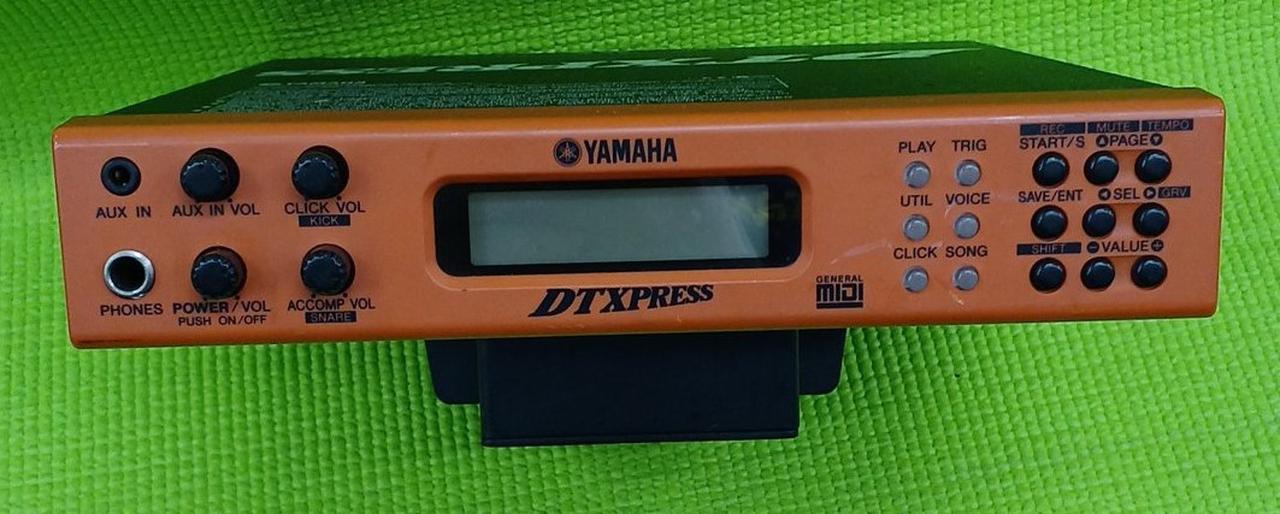 YAMAHA
AUX IN
AUX IN VOL
CLICK VOL
KICK
PHONES
POWER/VOL
PUSH ON/OFF
ACCOMP VOL
SNARE
DTXPRESS
GENERAL
MIDI
PLAY TRIG
UTIL VOICE
CLICK SONG
REC MUTE TEMPO
START/S PAGE
SAVE/ENT SEL GRV
SHIFT VALUE